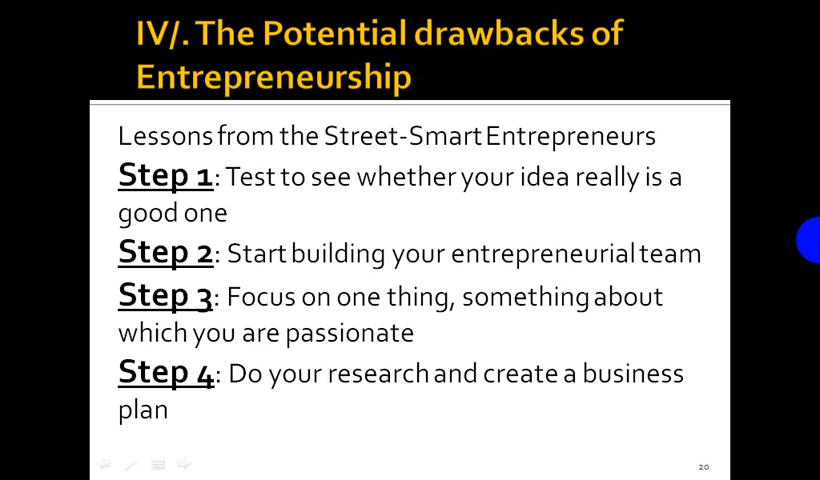 IV/. The Potential drawbacks of
Entrepreneurship
Lessons from the Street-Smart Entrepreneurs
Step 1: Test to see whether your idea really is a
good one
Step 2: Start building your entrepreneurial team
Step 3: Focus on one thing, something about
which you are passionate
Step 4: Do your research and create a business
plan
20